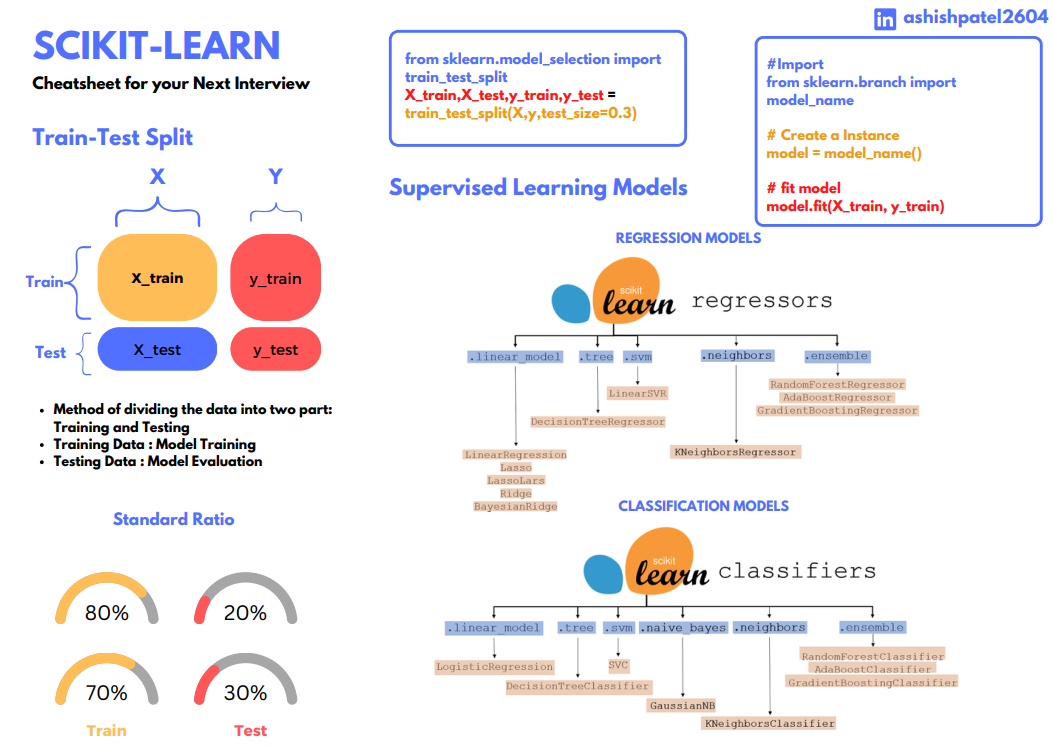 in ashishpatel2604
SCIKIT-LEARN
Cheatsheet for your Next Interview
Train-Test Split
X
Y
Train
X_train
y_train
Test
X_test
y_test
• Method of dividing the data into two part:
Training and Testing
• Training Data : Model Training
• Testing Data : Model Evaluation
Standard Ratio
80%
20%
70%
30%
Train
Test
from sklearn.model_selection import
train_test_split
X_train,X_test,y_train,y_test =
train_test_split(X,y,test_size=0.3)
#Import
from sklearn.branch import
model_name
# Create a Instance
model = model_name()
# fit model
model.fit(X_train, y_train)
Supervised Learning Models
REGRESSION MODELS
scikit
learn regressors
.linear_model
.tree
.svm
.neighbors
.ensemble
LinearSVR
RandomForestRegressor
AdaBoostRegressor
GradientBoostingRegressor
DecisionTreeRegressor
KNeighborsRegressor
LinearRegression
Lasso
LassoLars
Ridge
BayesianRidge
CLASSIFICATION MODELS
scikit
learn classifiers
.linear_model
.tree
.svm
.naive_bayes
.neighbors
.ensemble
LogisticRegression
SVC
RandomForestClassifier
AdaBoostClassifier
GradientBoostingClassifier
DecisionTreeClassifier
GaussianNB
KNeighborsClassifier